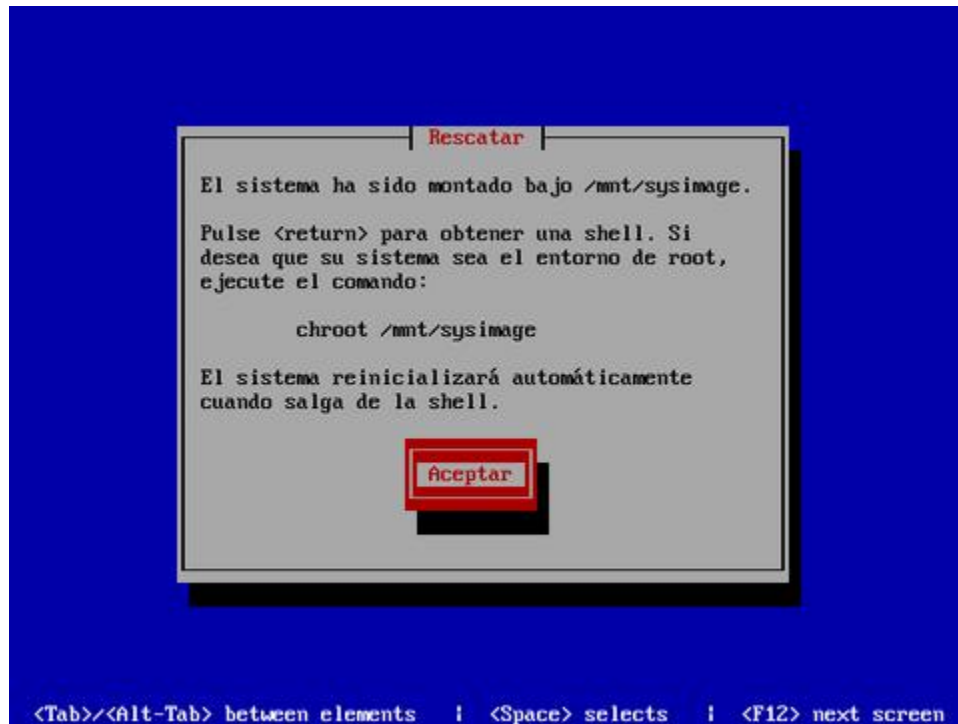 Rescatar
El sistema ha sido montado bajo /mnt/sysimage.
Pulse <return> para obtener una shell. Si
desea que su sistema sea el entorno de root,
ejecute el comando:
chroot /mnt/sysimage
El sistema reinicializará automáticamente
cuando salga de la shell.
Aceptar
<Tab>/<Alt-Tab> between elements | <Space> selects | <F12> next screen